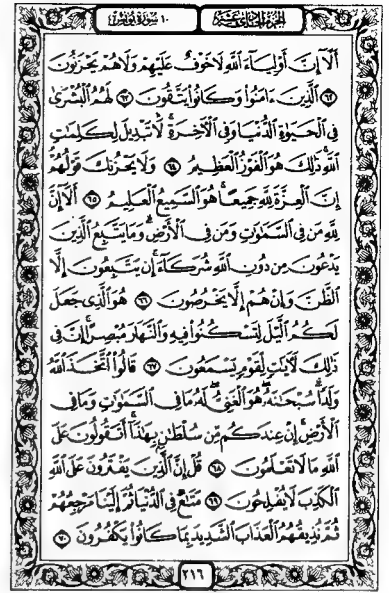 الجزء الحادي عشر
١٠ سورة يونس
أَلَآ إِنَّ أَوْلِيَآءَ ٱللَّهِ لَا خَوْفٌ عَلَيْهِمْ وَلَا هُمْ يَحْزَنُونَ
٦٢ ٱلَّذِينَ ءَامَنُوا۟ وَكَانُوا۟ يَتَّقُونَ ٦٣ لَهُمُ ٱلْبُشْرَىٰ
فِى ٱلْحَيَوٰةِ ٱلدُّنْيَا وَفِى ٱلْءَاخِرَةِ ۚ لَا تَبْدِيلَ لِكَلِمَٰتِ
ٱللَّهِ ۚ ذَٰلِكَ هُوَ ٱلْفَوْزُ ٱلْعَظِيمُ ٦٤ وَلَا يَحْزُنكَ قَوْلُهُمْ ۘ
إِنَّ ٱلْعِزَّةَ لِلَّهِ جَمِيعًا ۚ هُوَ ٱلسَّمِيعُ ٱلْعَلِيمُ ٦٥ أَلَآ إِنَّ
لِلَّهِ مَن فِى ٱلسَّمَٰوَٰتِ وَمَن فِى ٱلْأَرْضِ ۗ وَمَا يَتَّبِعُ ٱلَّذِينَ
يَدْعُونَ مِن دُونِ ٱللَّهِ شُرَكَآءَ ۚ إِن يَتَّبِعُونَ إِلَّا
ٱلظَّنَّ وَإِنْ هُمْ إِلَّا يَخْرُصُونَ ٦٦ هُوَ ٱلَّذِى جَعَلَ
لَكُمُ ٱلَّيْلَ لِتَسْكُنُوا۟ فِيهِ وَٱلنَّهَارَ مُبْصِرًا ۚ إِنَّ فِى
ذَٰلِكَ لَءَايَٰتٍ لِّقَوْمٍ يَسْمَعُونَ ٦٧ قَالُوا۟ ٱتَّخَذَ ٱللَّهُ
وَلَدًا ۗ سُبْحَٰنَهُۥ ۖ هُوَ ٱلْغَنِىُّ ۖ لَهُۥ مَا فِى ٱلسَّمَٰوَٰتِ وَمَا فِى
ٱلْأَرْضِ ۚ إِنْ عِندَكُم مِّن سُلْطَٰنٍۭ بِهَٰذَآ ۚ أَتَقُولُونَ عَلَى
ٱللَّهِ مَا لَا تَعْلَمُونَ ٦٨ قُلْ إِنَّ ٱلَّذِينَ يَفْتَرُونَ عَلَى ٱللَّهِ
ٱلْكَذِبَ لَا يُفْلِحُونَ ٦٩ مَتَٰعٌ فِى ٱلدُّنْيَا ثُمَّ إِلَيْنَا مَرْجِعُهُمْ
ثُمَّ نُذِيقُهُمُ ٱلْعَذَابَ ٱلشَّدِيدَ بِمَا كَانُوا۟ يَكْفُرُونَ ٧٠
٢١٦